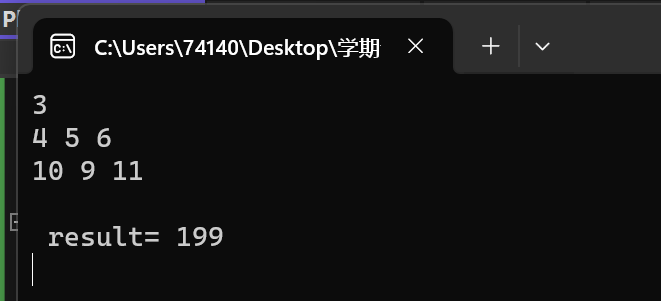 C:\Users\74140\Desktop\学期
3
4 5 6
10 9 11
result= 199